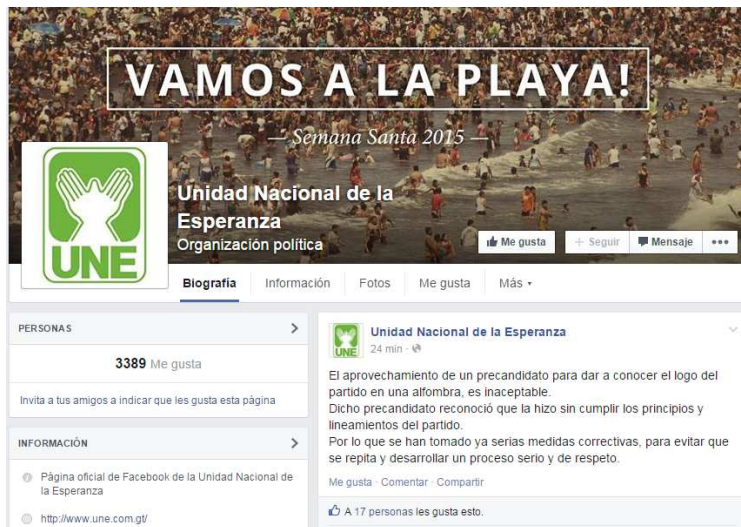 VAMOS A LA PLAYA!
— Semana Santa 2015 —
UNE
Unidad Nacional de la
Esperanza
Organización política
Me gusta
+ Seguir
Mensaje
Biografía
Información
Fotos
Me gusta
Más
PERSONAS
3389 Me gusta
Invita a tus amigos a indicar que les gusta esta página
INFORMACIÓN
Página oficial de Facebook de la Unidad Nacional de
la Esperanza
http://www.une.com.gt/
UNE
Unidad Nacional de la Esperanza
24 min ·
El aprovechamiento de un precandidato para dar a conocer el logo del
partido en una alfombra, es inaceptable.
Dicho precandidato reconoció que la hizo sin cumplir los principios y
lineamientos del partido.
Por lo que se han tomado ya serias medidas correctivas, para evitar que
se repita y desarrollar un proceso serio y de respeto.
Me gusta · Comentar · Compartir
A 17 personas les gusta esto.